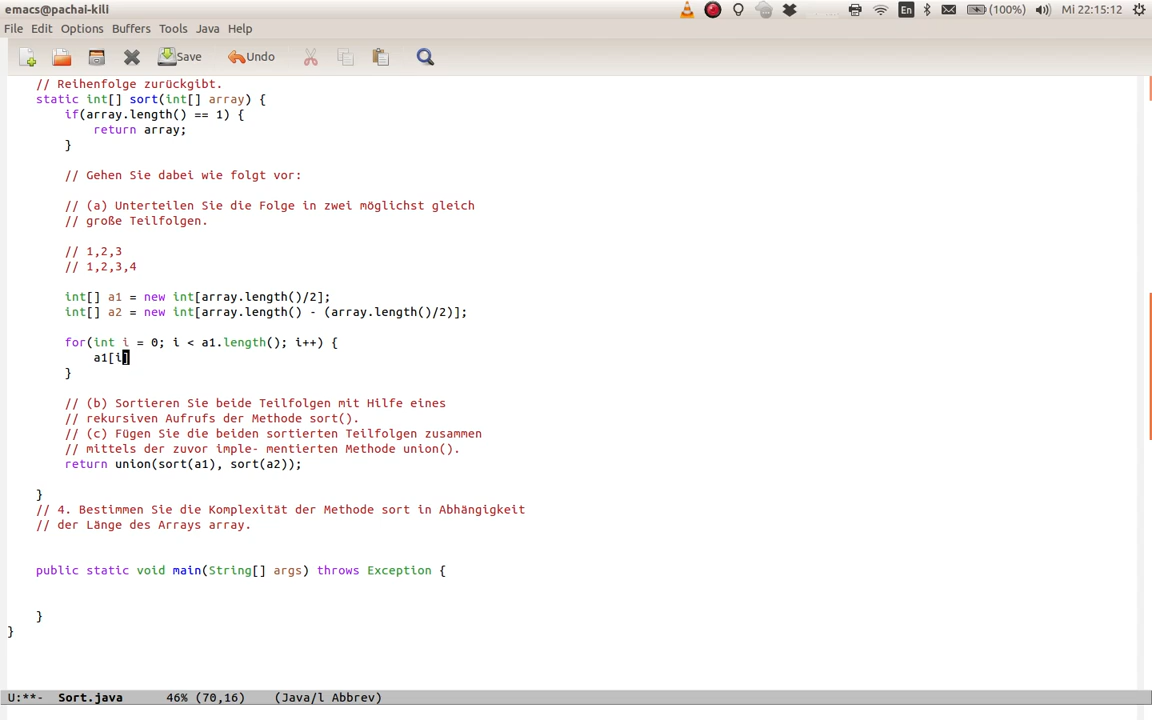 emacs@pachai-kili
En
(100%)
Mi 22:15:12
File Edit Options Buffers Tools Java Help
Save
Undo
// Reihenfolge zurückgibt.
static int[] sort(int[] array) {
if(array.length() == 1) {
return array;
}
// Gehen Sie dabei wie folgt vor:
// (a) Unterteilen Sie die Folge in zwei möglichst gleich
// große Teilfolgen.
// 1,2,3
// 1,2,3,4
int[] a1 = new int[array.length()/2];
int[] a2 = new int[array.length() - (array.length()/2)];
for(int i = 0; i < a1.length(); i++) {
a1[i]
}
// (b) Sortieren Sie beide Teilfolgen mit Hilfe eines
// rekursiven Aufrufs der Methode sort().
// (c) Fügen Sie die beiden sortierten Teilfolgen zusammen
// mittels der zuvor imple- mentierten Methode union().
return union(sort(a1), sort(a2));
}
// 4. Bestimmen Sie die Komplexität der Methode sort in Abhängigkeit
// der Länge des Arrays array.
public static void main(String[] args) throws Exception {
}
}
U:**- Sort.java 46% (70,16) (Java/l Abbrev)